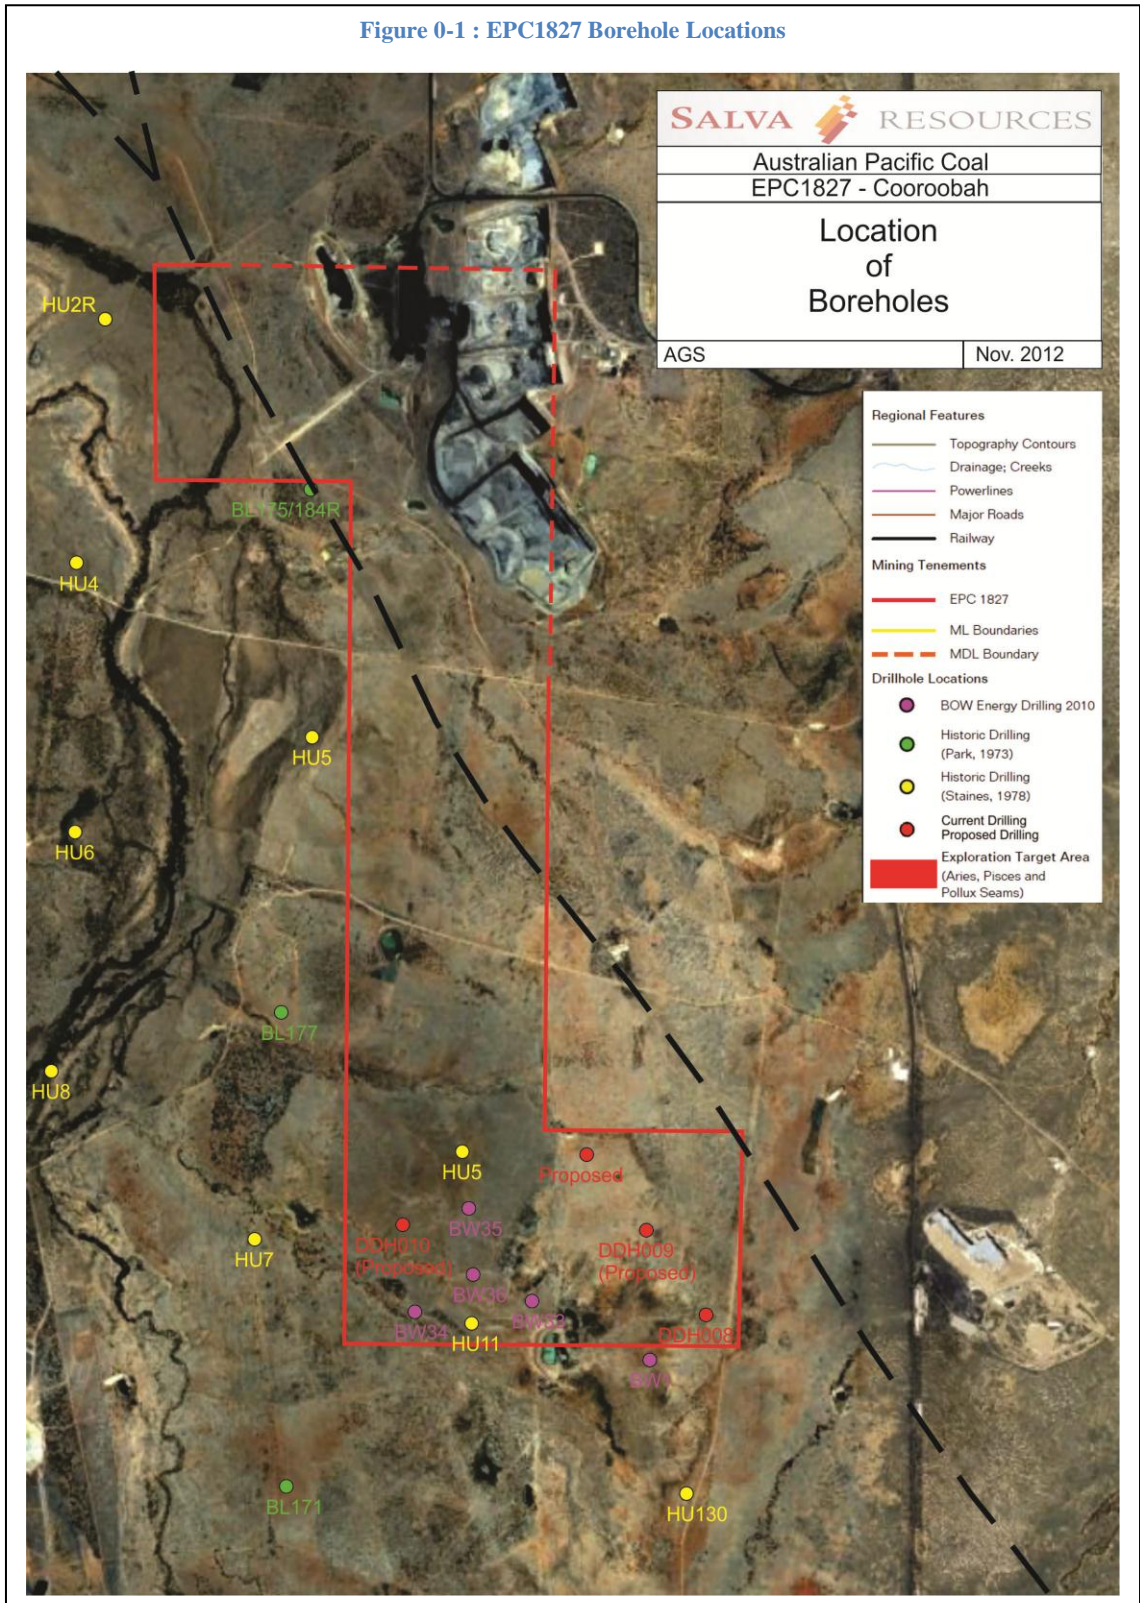 Figure 0-1 : EPC1827 Borehole Locations
SALVA RESOURCES
Australian Pacific Coal
EPC1827 - Cooroobah
Location
of
Boreholes
AGS
Nov. 2012
Regional Features
Topography Contours
Drainage; Creeks
Powerlines
Major Roads
Railway
Mining Tenements
EPC 1827
ML Boundaries
MDL Boundary
Drillhole Locations
BOW Energy Drilling 2010
Historic Drilling
(Park, 1973)
Historic Drilling
(Staines, 1978)
Current Drilling
Proposed Drilling
Exploration Target Area
(Aries, Pisces and
Pollux Seams)
HU2R
BL175/184R
HU4
HU5
HU6
BL177
HU8
HU5
Proposed
BW35
DDH010
(Proposed)
DDH009
(Proposed)
HU7
BW36
BW34
BW32
HU11
DDH008
BW1
BL171
HU130